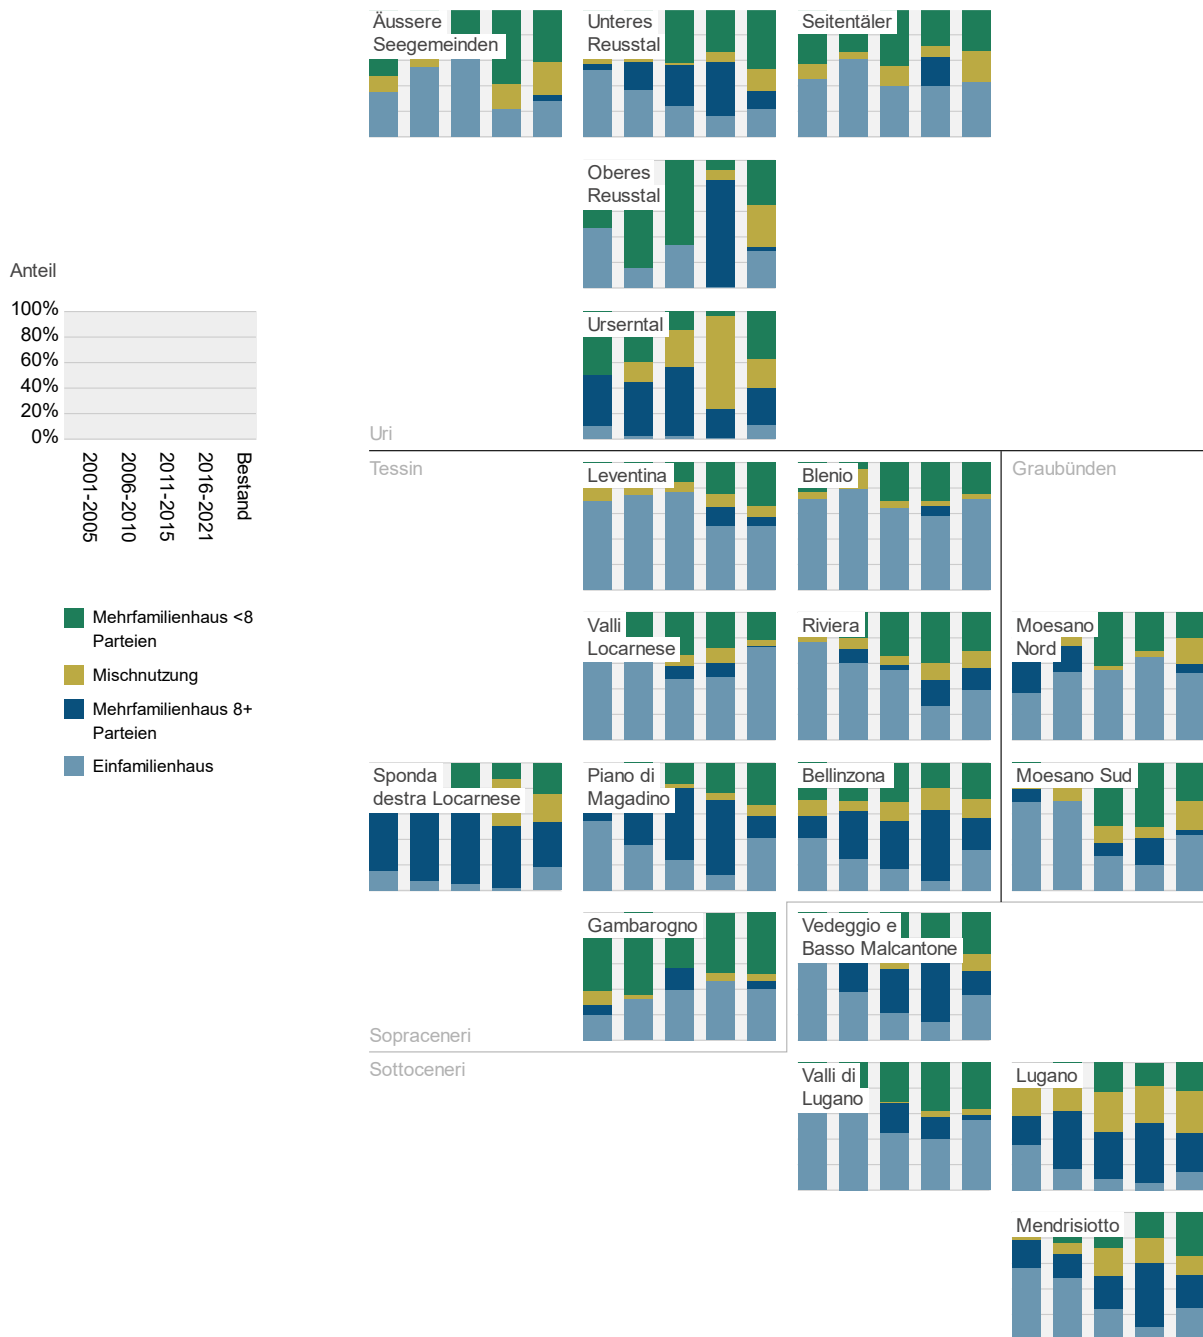 Äussere
Seegemeinden
Unteres
Reusstal
Seitentäler
Oberes
Reusstal
Anteil
100%
80%
60%
40%
20%
0%
2001-2005
2006-2010
2011-2015
2016-2021
Bestand
Urserntal
Uri
Tessin
Leventina
Blenio
Graubünden
Mehrfamilienhaus <8
Parteien
Mischnutzung
Mehrfamilienhaus 8+
Parteien
Einfamilienhaus
Valli
Locarnese
Riviera
Moesano
Nord
Sponda
destra Locarnese
Piano di
Magadino
Bellinzona
Moesano Sud
Gambarogno
Vedeggio e
Basso Malcantone
Sopraceneri
Sottoceneri
Valli di
Lugano
Lugano
Mendrisiotto